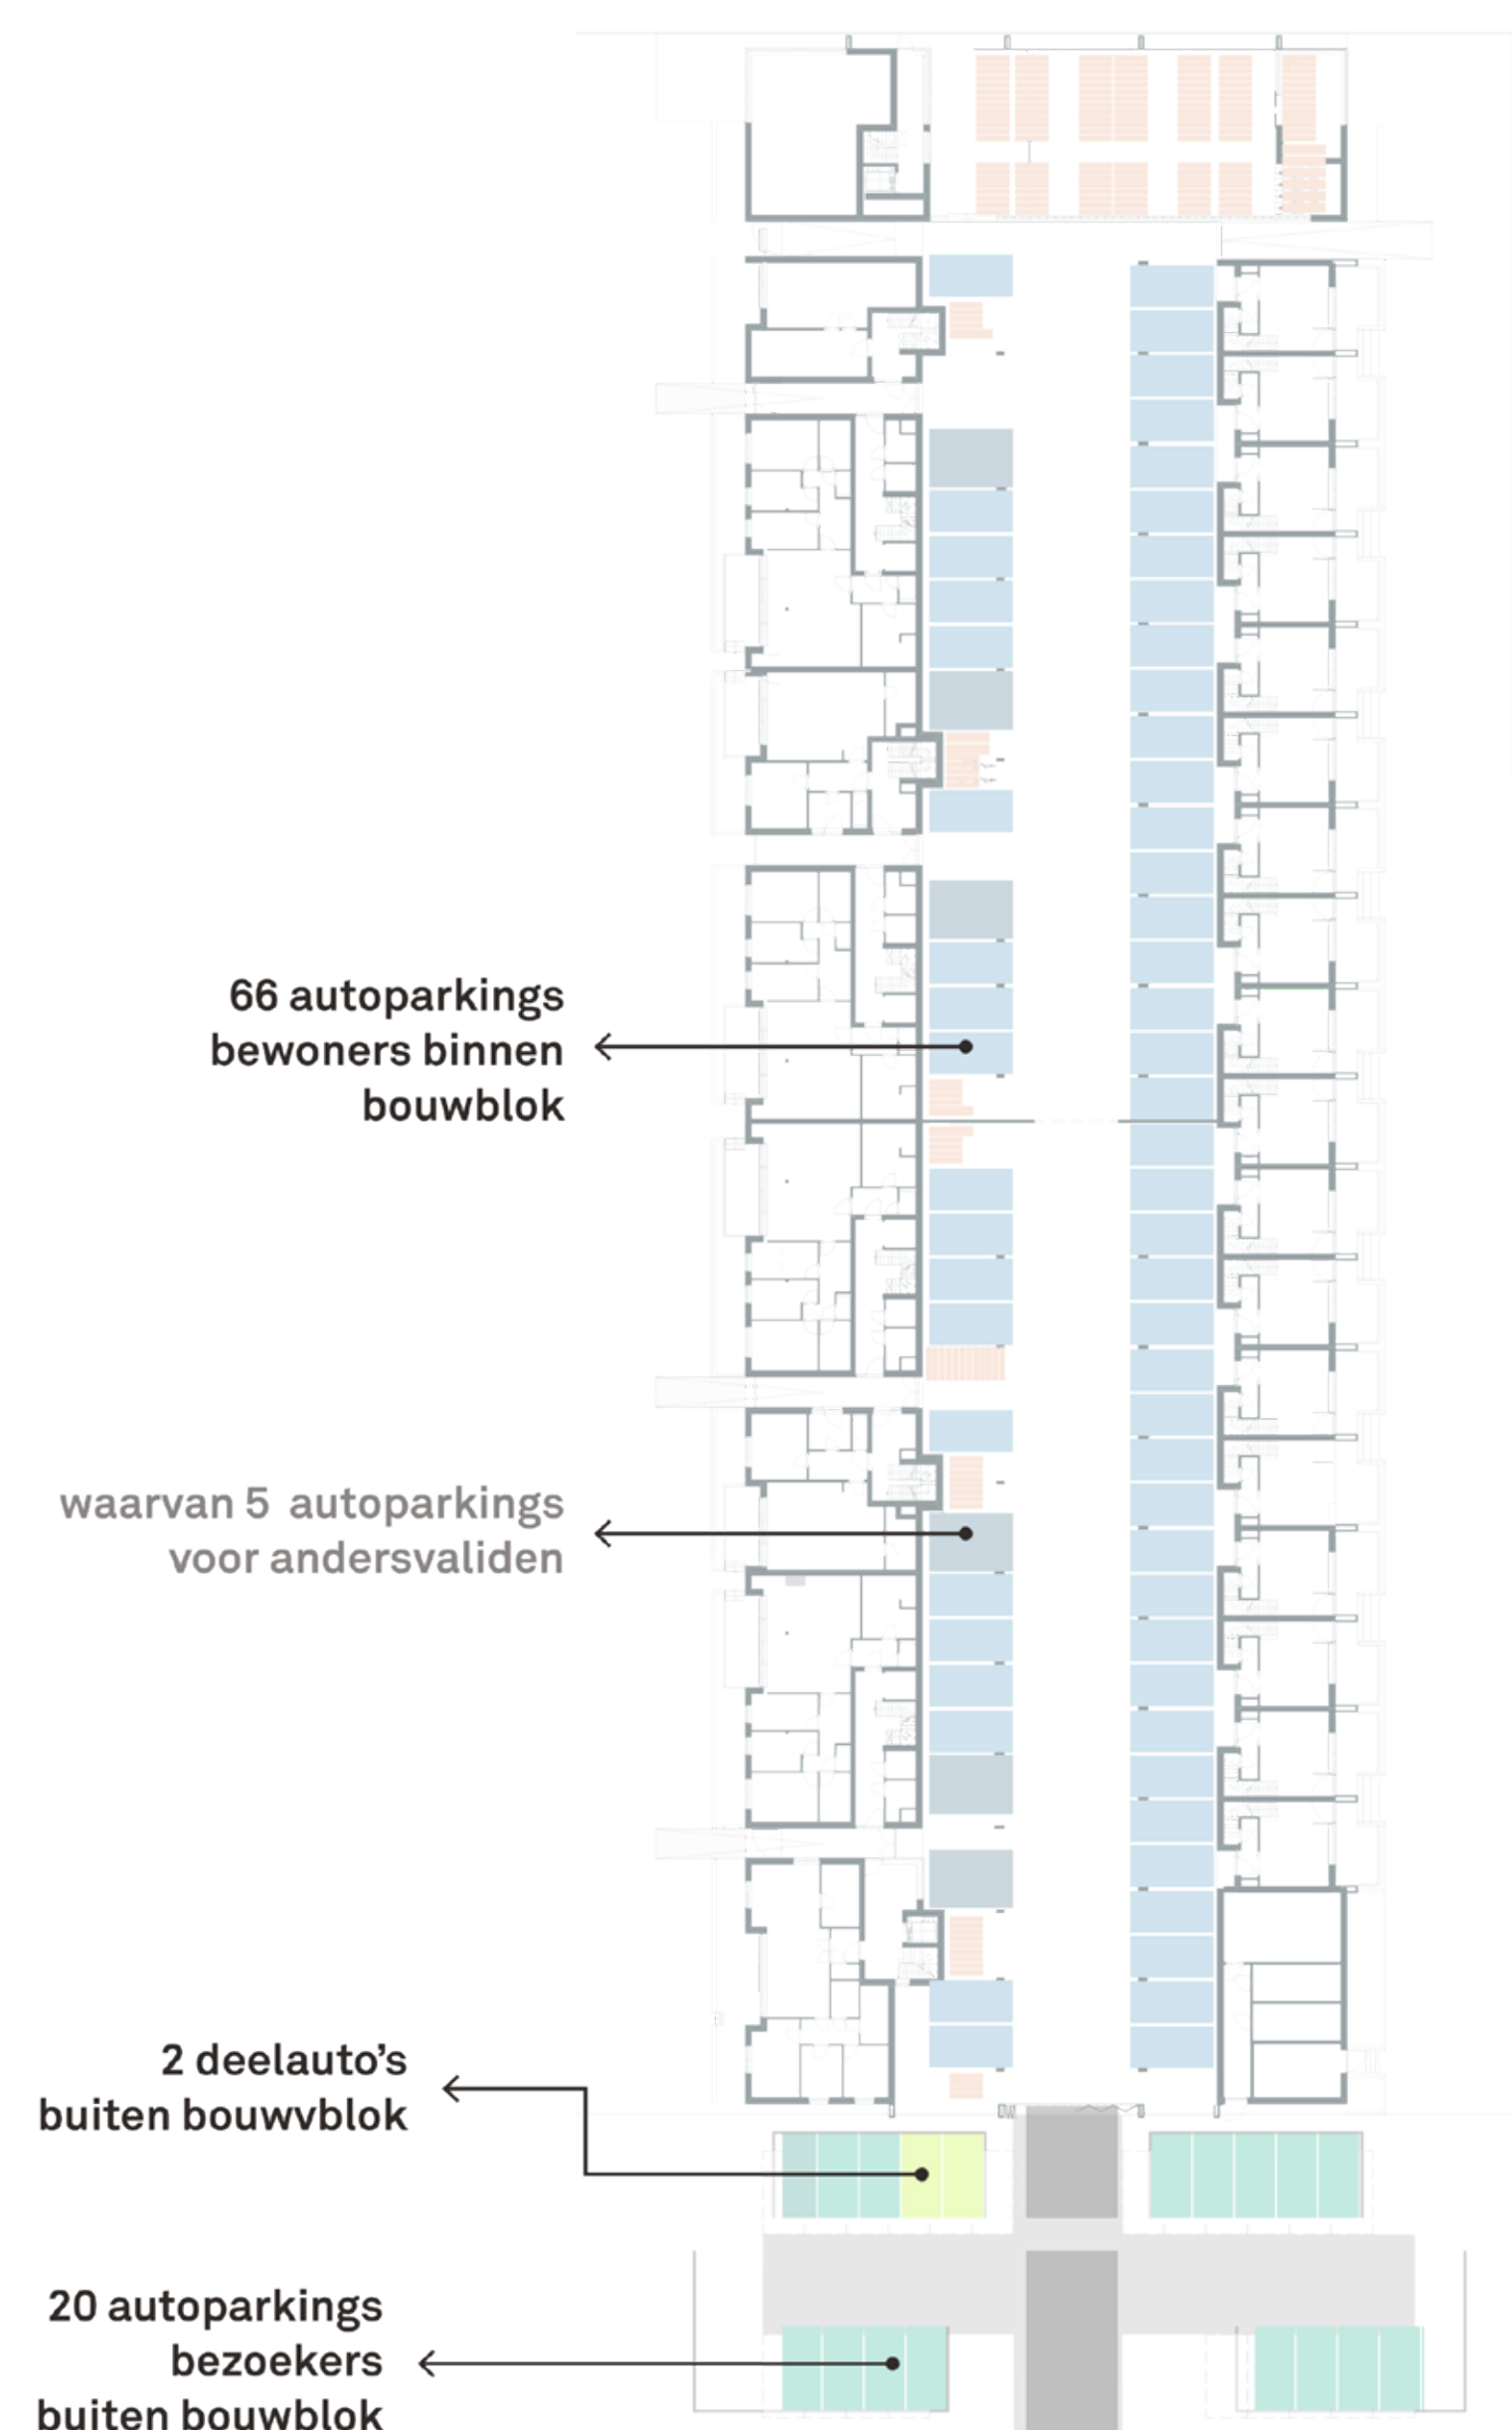 66 autoparkings
bewoners binnen
bouwblok
waarvan 5 autoparkings
voor andersvaliden
2 deelauto's
buiten bouwvblok
20 autoparkings
bezoekers
buiten bouwblok